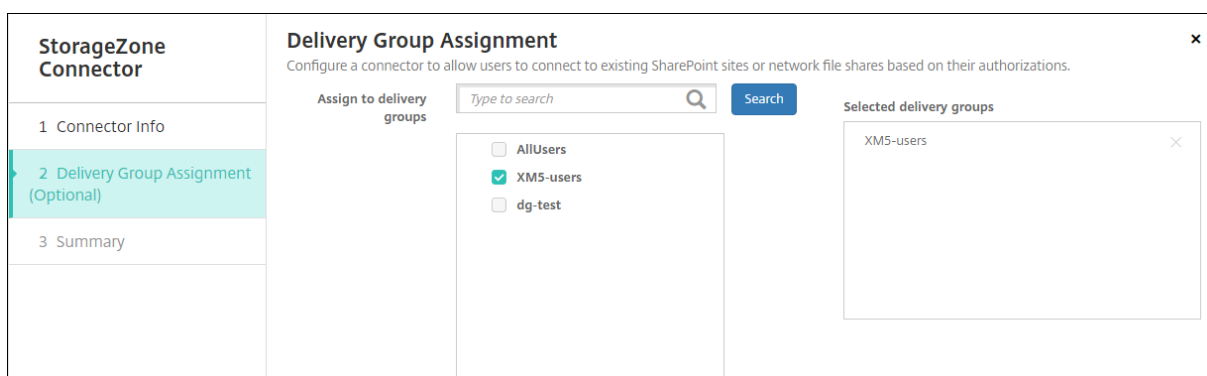 StorageZone
Connector
1 Connector Info
2 Delivery Group Assignment
(Optional)
3 Summary
Delivery Group Assignment
Configure a connector to allow users to connect to existing SharePoint sites or network file shares based on their authorizations.
Assign to delivery
groups
Type to search
Search
AllUsers
XM5-users
dg-test
Selected delivery groups
XM5-users